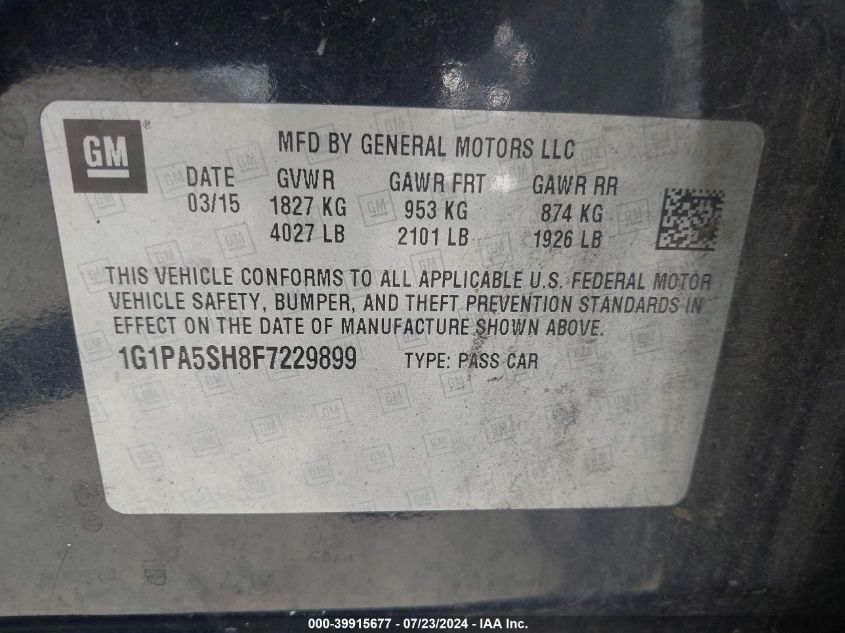 GM ®
MFD BY GENERAL MOTORS LLC
DATE GVWR GAWR FRT GAWR RR
03/15 1827 KG 953 KG 874 KG
4027 LB 2101 LB 1926 LB
THIS VEHICLE CONFORMS TO ALL APPLICABLE U.S. FEDERAL MOTOR
VEHICLE SAFETY, BUMPER, AND THEFT PREVENTION STANDARDS IN
EFFECT ON THE DATE OF MANUFACTURE SHOWN ABOVE.
1G1PA5SH8F7229899 TYPE: PASS CAR
000-39915677 / 07/23/2024 - IAA Inc.